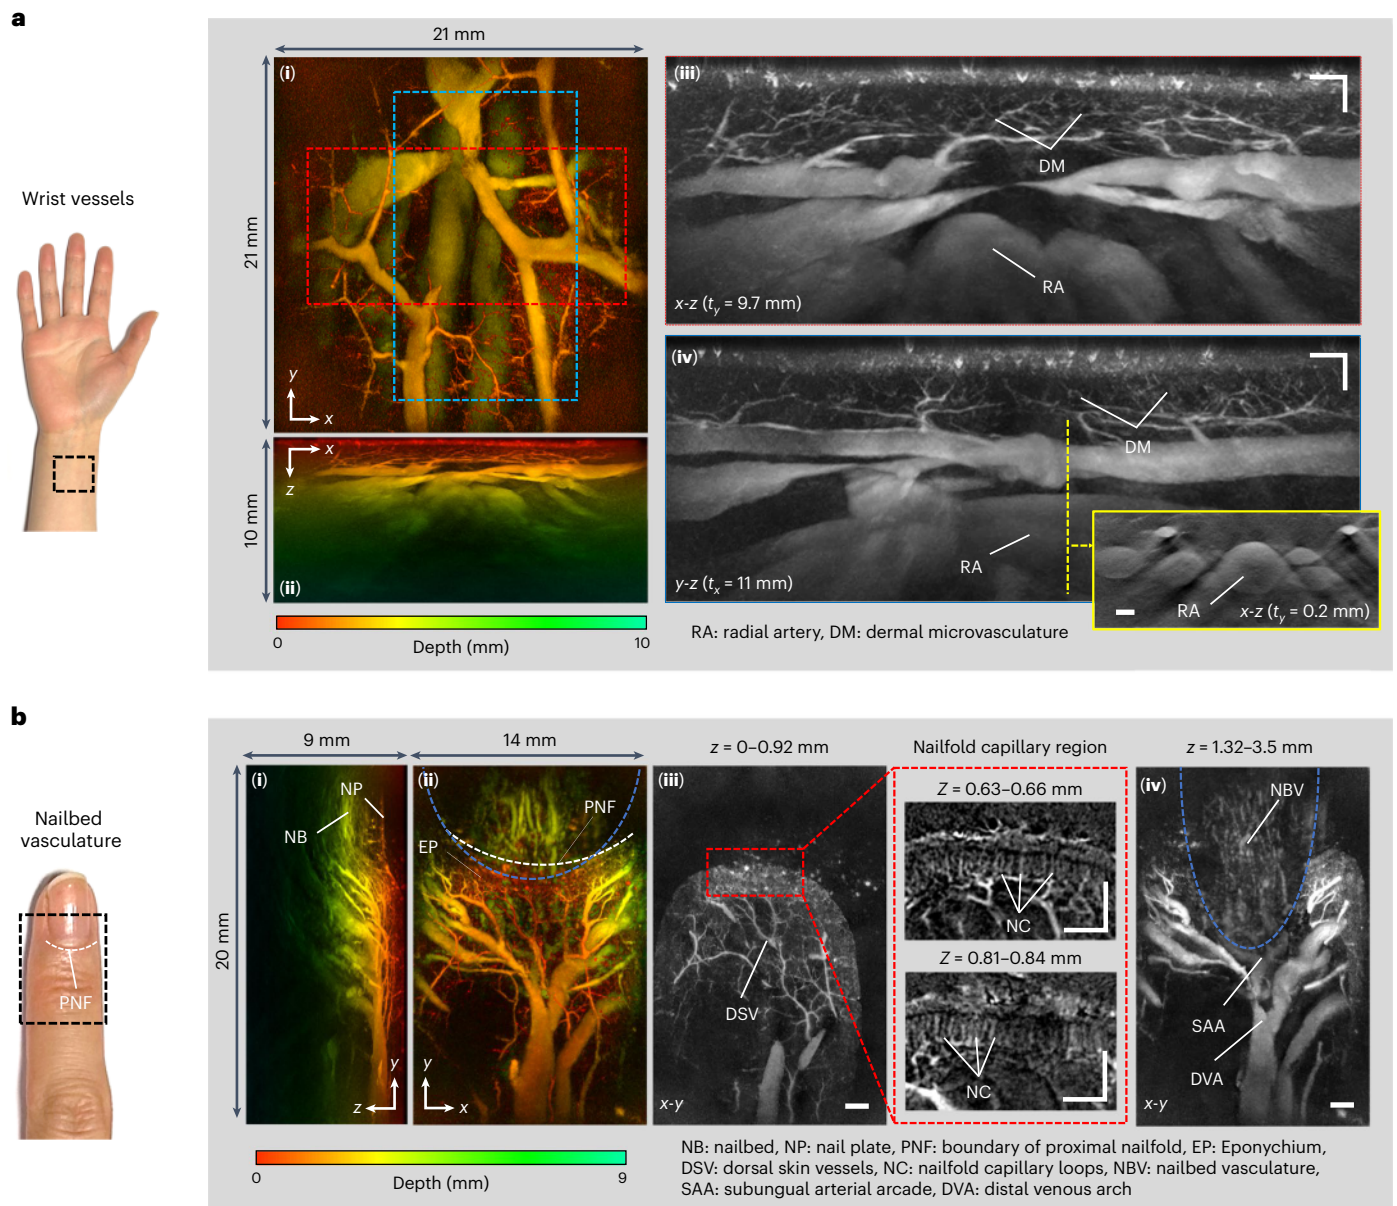 a
Wrist vessels
21 mm
21 mm
(i)
y
x
10 mm
x
z
(ii)
0
10
Depth (mm)
(iii)
DM
RA
x-z (t_y = 9.7 mm)
(iv)
DM
RA
y-z (t_x = 11 mm)
RA
x-z (t_y = 0.2 mm)
RA: radial artery, DM: dermal microvasculature
b
Nailbed
vasculature
PNF
9 mm
14 mm
20 mm
(i)
NP
NB
y
z
(ii)
PNF
EP
y
x
0
9
Depth (mm)
z = 0–0.92 mm
(iii)
DSV
x-y
Nailfold capillary region
Z = 0.63–0.66 mm
NC
Z = 0.81–0.84 mm
NC
z = 1.32–3.5 mm
(iv)
NBV
SAA
DVA
x-y
NB: nailbed, NP: nail plate, PNF: boundary of proximal nailfold, EP: Eponychium,
DSV: dorsal skin vessels, NC: nailfold capillary loops, NBV: nailbed vasculature,
SAA: subungual arterial arcade, DVA: distal venous arch